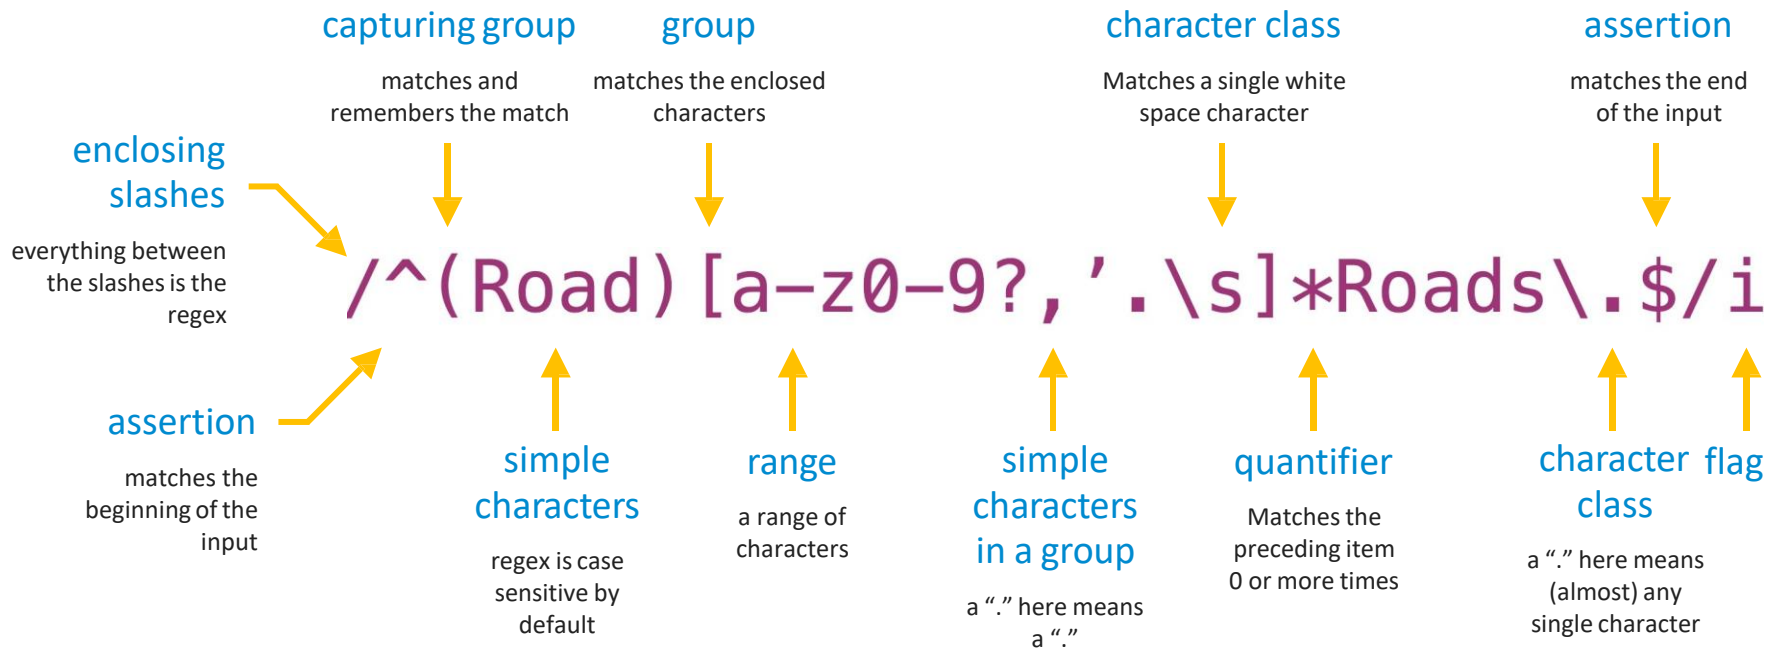 capturing group
matches and
remembers the match
group
matches the enclosed
characters
character class
Matches a single white
space character
assertion
matches the end
of the input
enclosing
slashes
everything between
the slashes is the
regex
/^(Road)[a–z0–9?,’.\s]*Roads\.$/i
assertion
matches the
beginning of the
input
simple
characters
regex is case
sensitive by
default
range
a range of
characters
simple
characters
in a group
a “.” here means
a “.”
quantifier
Matches the
preceding item
0 or more times
character
class
a “.” here means
(almost) any
single character
flag